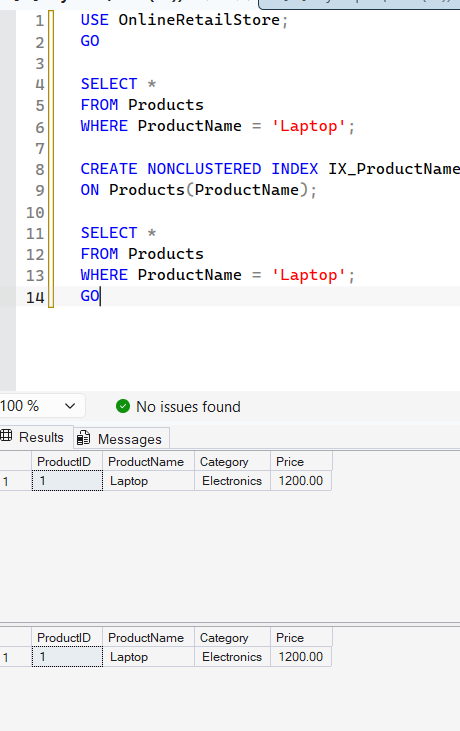 1 USE OnlineRetailStore;
2 GO
3
4 SELECT *
5 FROM Products
6 WHERE ProductName = 'Laptop';
7
8 CREATE NONCLUSTERED INDEX IX_ProductName
9 ON Products(ProductName);
10
11 SELECT *
12 FROM Products
13 WHERE ProductName = 'Laptop';
14 GO
100 % No issues found
Results Messages
ProductID ProductName Category Price
1 1 Laptop Electronics 1200.00
ProductID ProductName Category Price
1 1 Laptop Electronics 1200.00